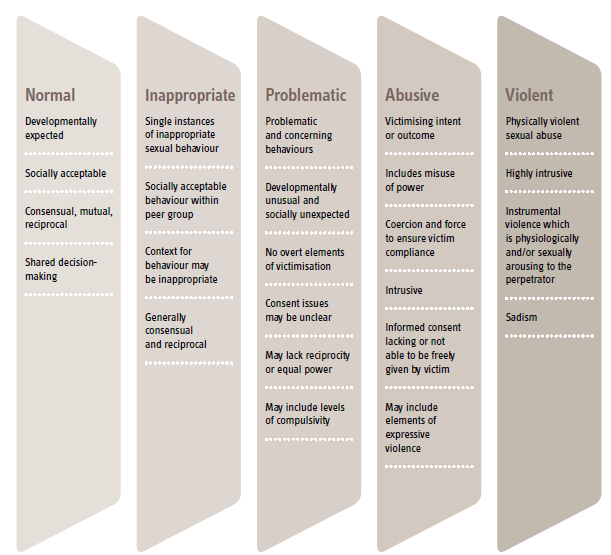 Normal
Developmentally
expected
Socially acceptable
Consensual, mutual,
reciprocal
Shared decision-
making
Inappropriate
Single instances
of inappropriate
sexual behaviour
Socially acceptable
behaviour within
peer group
Context for
behaviour may
be inappropriate
Generally
consensual
and reciprocal
Problematic
Problematic
and concerning
behaviours
Developmentally
unusual and
socially unexpected
No overt elements
of victimisation
Consent issues
may be unclear
May lack reciprocity
or equal power
May include levels
of compulsivity
Abusive
Victimising intent
or outcome
Includes misuse
of power
Coercion and force
to ensure victim
compliance
Intrusive
Informed consent
lacking or not
able to be freely
given by victim
May include
elements of
expressive
violence
Violent
Physically violent
sexual abuse
Highly intrusive
Instrumental
violence which
is physiologically
and/or sexually
arousing to the
perpetrator
Sadism